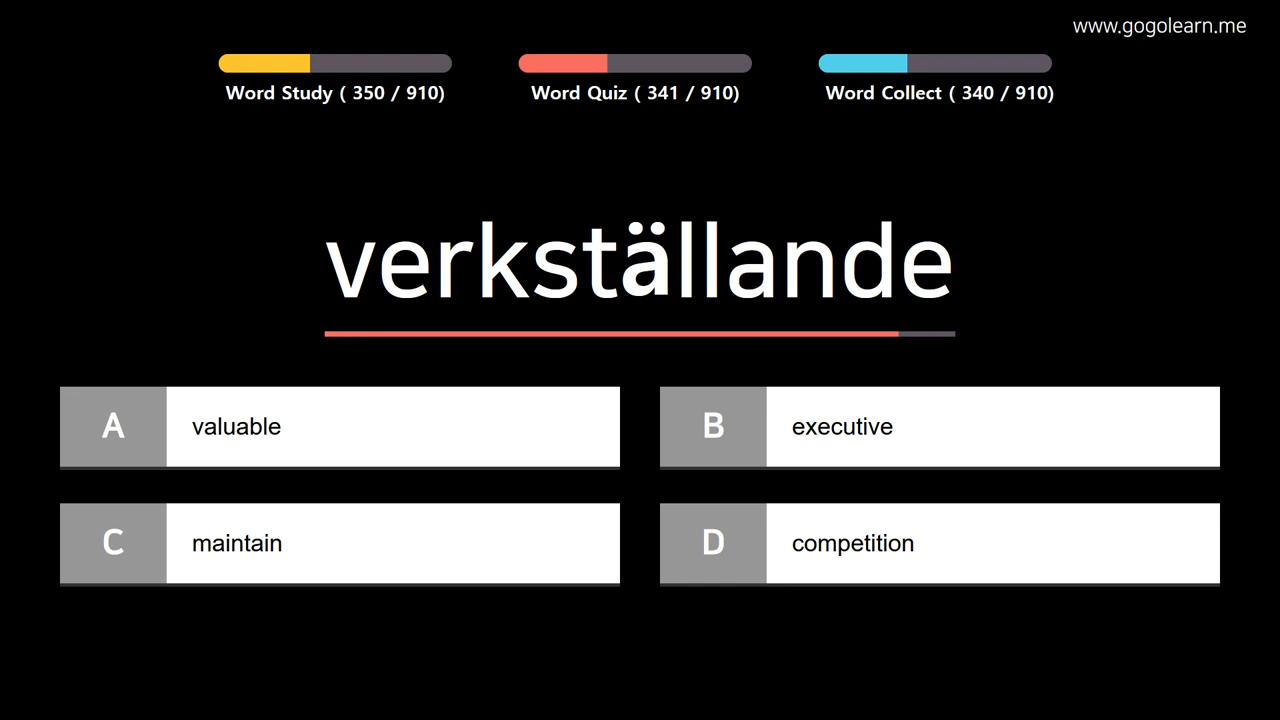 www.gogolearn.me
Word Study ( 350 / 910)
Word Quiz ( 341 / 910)
Word Collect ( 340 / 910)
verkställande
A valuable
B executive
C maintain
D competition